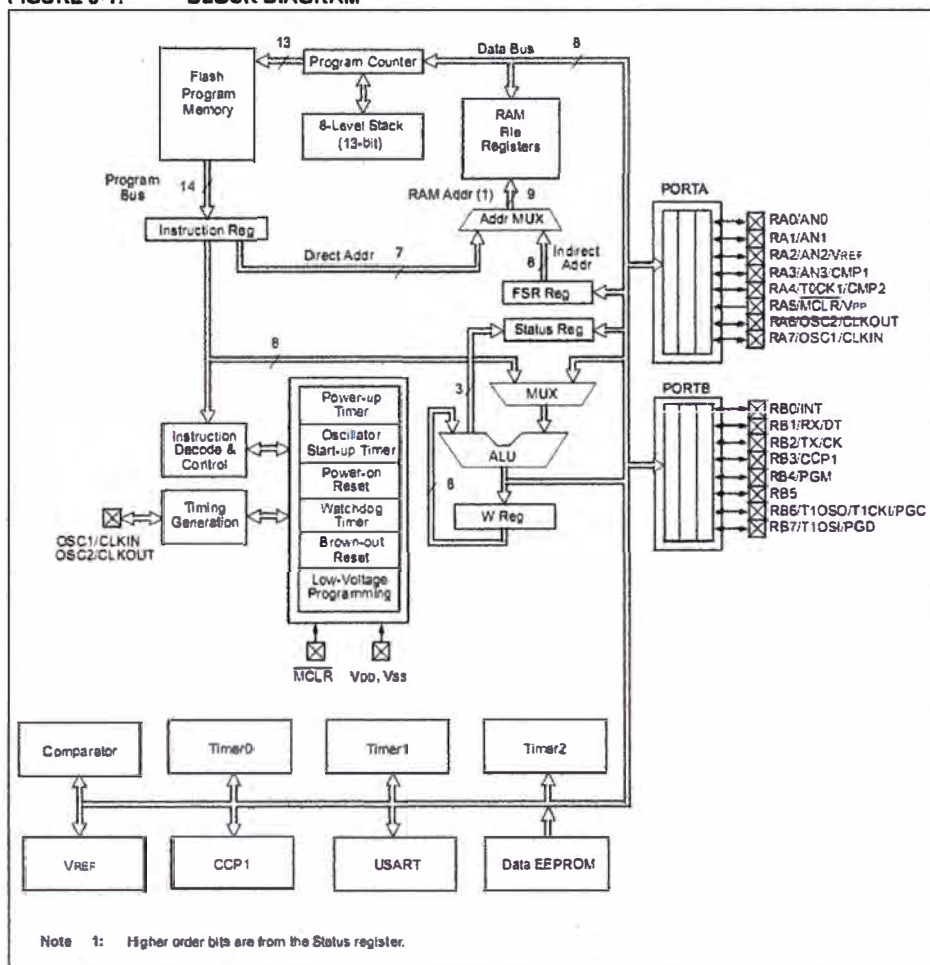 BLOCK DIAGRAM
13
Data Bus
8
Program Counter
Flash
Program
Memory
8-Level Stack
(13-bit)
RAM
File
Registers
Program
Bus
14
RAM Addr (1)
9
PORTA
Addr MUX
Instruction Reg
Direct Addr
7
Indirect
Addr
8
FSR Reg
Status Reg
RA0/AN0
RA1/AN1
RA2/AN2/VREF
RA3/AN3/CMP1
RA4/T0CK1/CMP2
RA5/MCLR/VPP
RA6/OSC2/CLKOUT
RA7/OSC1/CLKIN
8
3
MUX
Power-up
Timer
Oscillator
Start-up Timer
Power-on
Reset
Watchdog
Timer
Brown-out
Reset
Low-Voltage
Programming
Instruction
Decode &
Control
ALU
8
W Reg
PORTB
RB0/INT
RB1/RX/DT
RB2/TX/CK
RB3/CCP1
RB4/PGM
RB5
RB6/T1OSO/T1CKI/PGC
RB7/T1OSI/PGD
Timing
Generation
OSC1/CLKIN
OSC2/CLKOUT
MCLR
VDD, VSS
Comparator
Timer0
Timer1
Timer2
VREF
CCP1
USART
Data EEPROM
Note 1: Higher order bits are from the Status register.